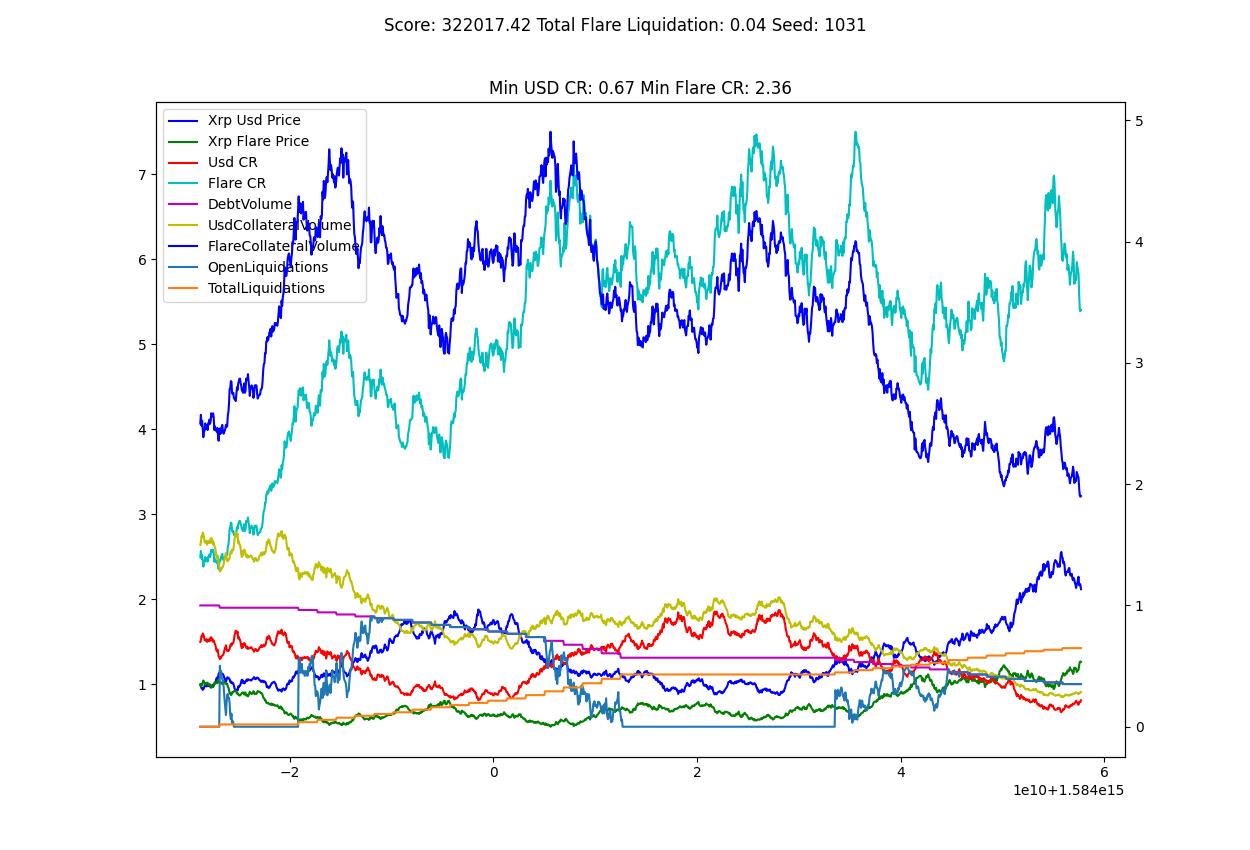 Score: 322017.42 Total Flare Liquidation: 0.04 Seed: 1031
Min USD CR: 0.67 Min Flare CR: 2.36
Xrp Usd Price
Xrp Flare Price
Usd CR
Flare CR
DebtVolume
UsdCollateralVolume
FlareCollateralVolume
OpenLiquidations
TotalLiquidations
7
6
5
4
3
2
1
5
4
3
2
1
0
−2
0
2
4
6
1e10+1.584e15